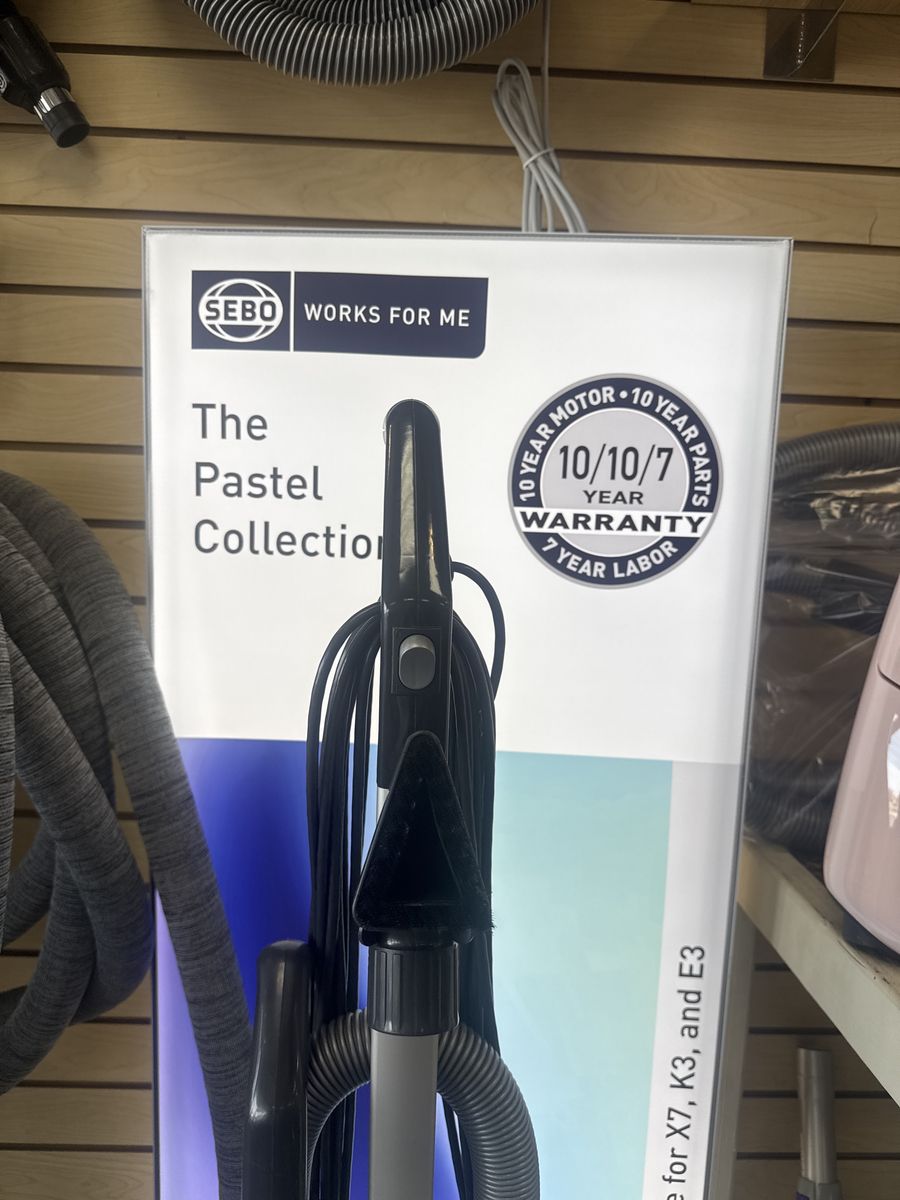 SEBO
WORKS FOR ME
The
Pastel
Collection
10 YEAR MOTOR • 10 YEAR PARTS
10/10/7
YEAR
WARRANTY
7 YEAR LABOR
for X7, K3, and E3